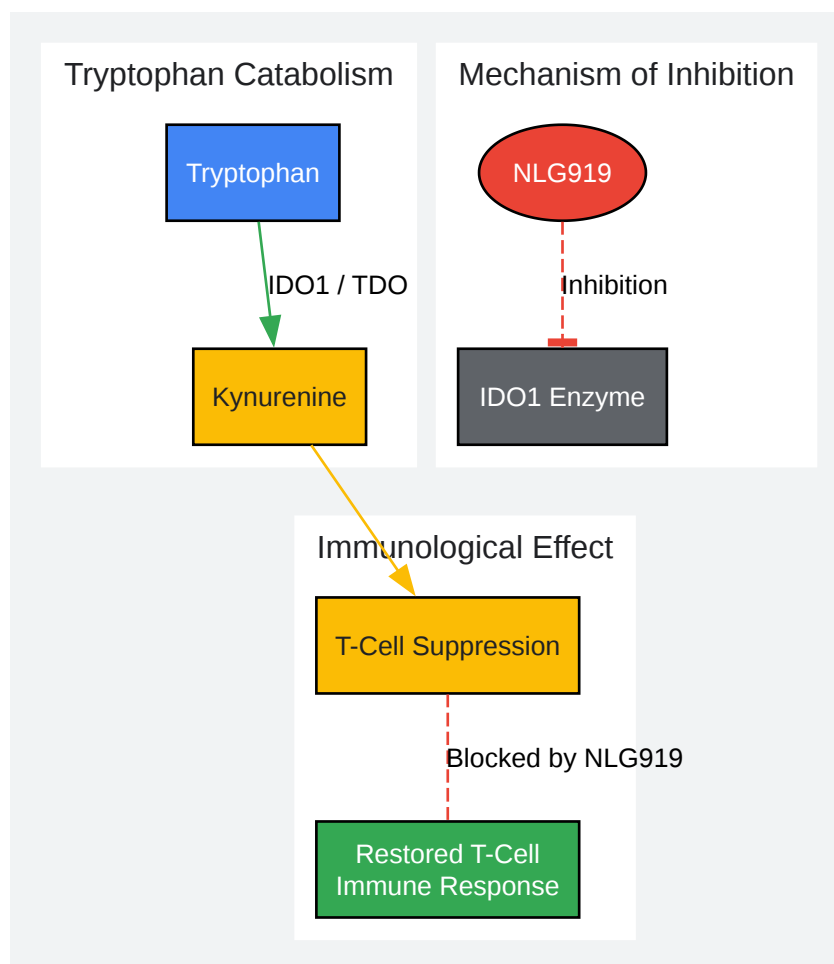 Tryptophan Catabolism
Tryptophan
IDO1 / TDO
Kynurenine
Mechanism of Inhibition
NLG919
Inhibition
IDO1 Enzyme
Immunological Effect
T-Cell Suppression
Blocked by NLG919
Restored T-Cell
Immune Response